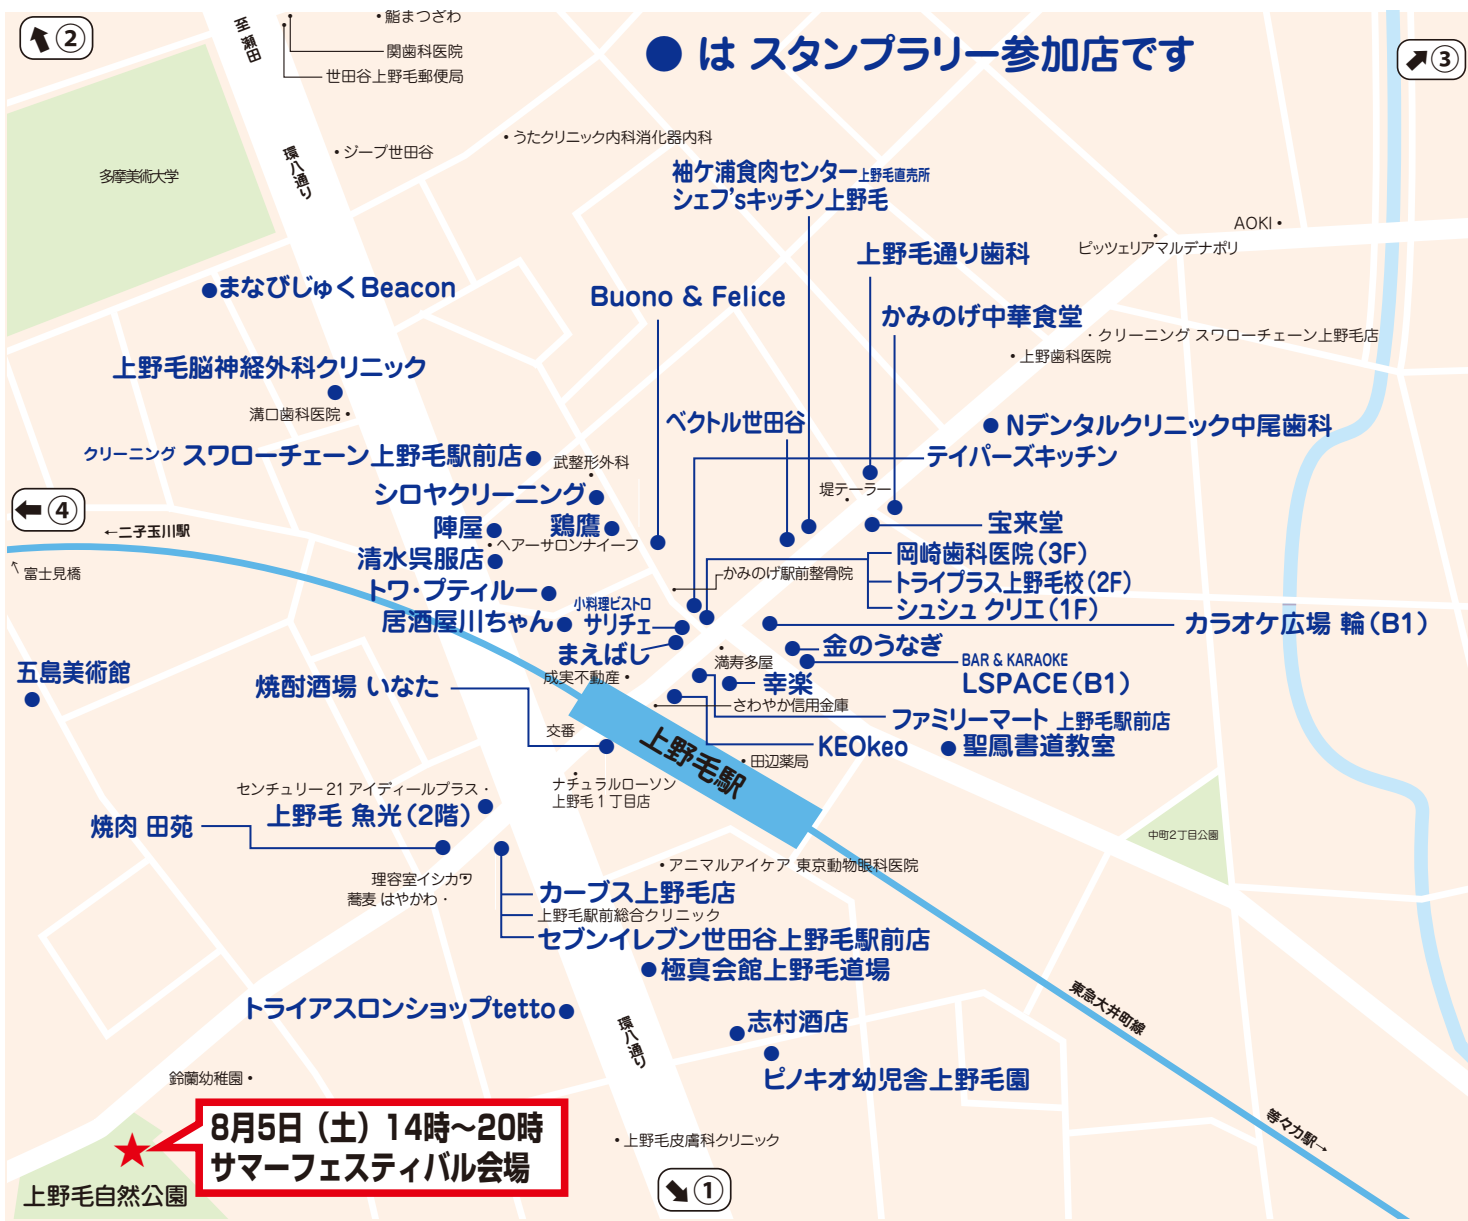 ②
至 瀬田
・鮨まつざわ
・関歯科医院
・世田谷上野毛郵便局
● は スタンプラリー参加店です
③
多摩美術大学
環八通り
・ジープ世田谷
・うたクリニック内科消化器内科
袖ケ浦食肉センター上野毛直売所
シェフ'sキッチン上野毛
上野毛通り歯科
AOKI・
ピッツェリアマルデナポリ
●まなびじゅくBeacon
Buono & Felice
かみのげ中華食堂
・クリーニング スワローチェーン上野毛店
・上野歯科医院
上野毛脳神経外科クリニック
溝口歯科医院・
ベクトル世田谷
● Nデンタルクリニック中尾歯科
クリーニング スワローチェーン上野毛駅前店●
武整形外科
テイパーズキッチン
シロヤクリーニング●
堤テーラー
④
←二子玉川駅
陣屋●
鶏鷹●
宝来堂
・ヘアーサロンナイーフ
清水呉服店●
岡崎歯科医院(3F)
富士見橋
かみのげ駅前整骨院
トライプラス上野毛校(2F)
トワ・プティルー●
小料理ビストロ
サリチェ
シュシュ クリエ(1F)
居酒屋川ちゃん●
カラオケ広場 輪(B1)
まえばし
金のうなぎ
五島美術館
成実不動産・
満寿多屋
BAR & KARAOKE
LSPACE(B1)
焼酎酒場 いなた
幸楽
さわやか信用金庫
ファミリーマート 上野毛駅前店
交番
上野毛駅
KEOkeo
●聖鳳書道教室
・田辺薬局
センチュリー21 アイディールプラス・
ナチュラルローソン
上野毛1丁目店
上野毛 魚光(2階)●
焼肉 田苑
中町2丁目公園
・アニマルアイケア 東京動物眼科医院
理容室イシカワ
蕎麦 はやかわ・
カーブス上野毛店
上野毛駅前総合クリニック
セブンイレブン世田谷上野毛駅前店
●極真会館上野毛道場
トライアスロンショップtetto●
環八通り
志村酒店
東急大井町線
ピノキオ幼児舎上野毛園
鈴蘭幼稚園・
8月5日（土）14時～20時
サマーフェスティバル会場
等々力駅→
・上野毛皮膚科クリニック
上野毛自然公園
①